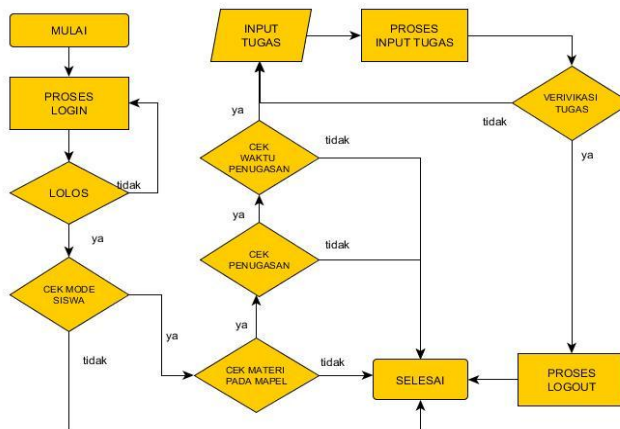 MULAI
PROSES
LOGIN
LOLOS
tidak
ya
CEK MODE
SISWA
tidak
ya
CEK MATERI
PADA MAPEL
tidak
ya
CEK
PENUGASAN
tidak
ya
CEK
WAKTU
PENUGASAN
tidak
ya
INPUT
TUGAS
PROSES
INPUT TUGAS
VERIVIKASI
TUGAS
tidak
ya
PROSES
LOGOUT
SELESAI